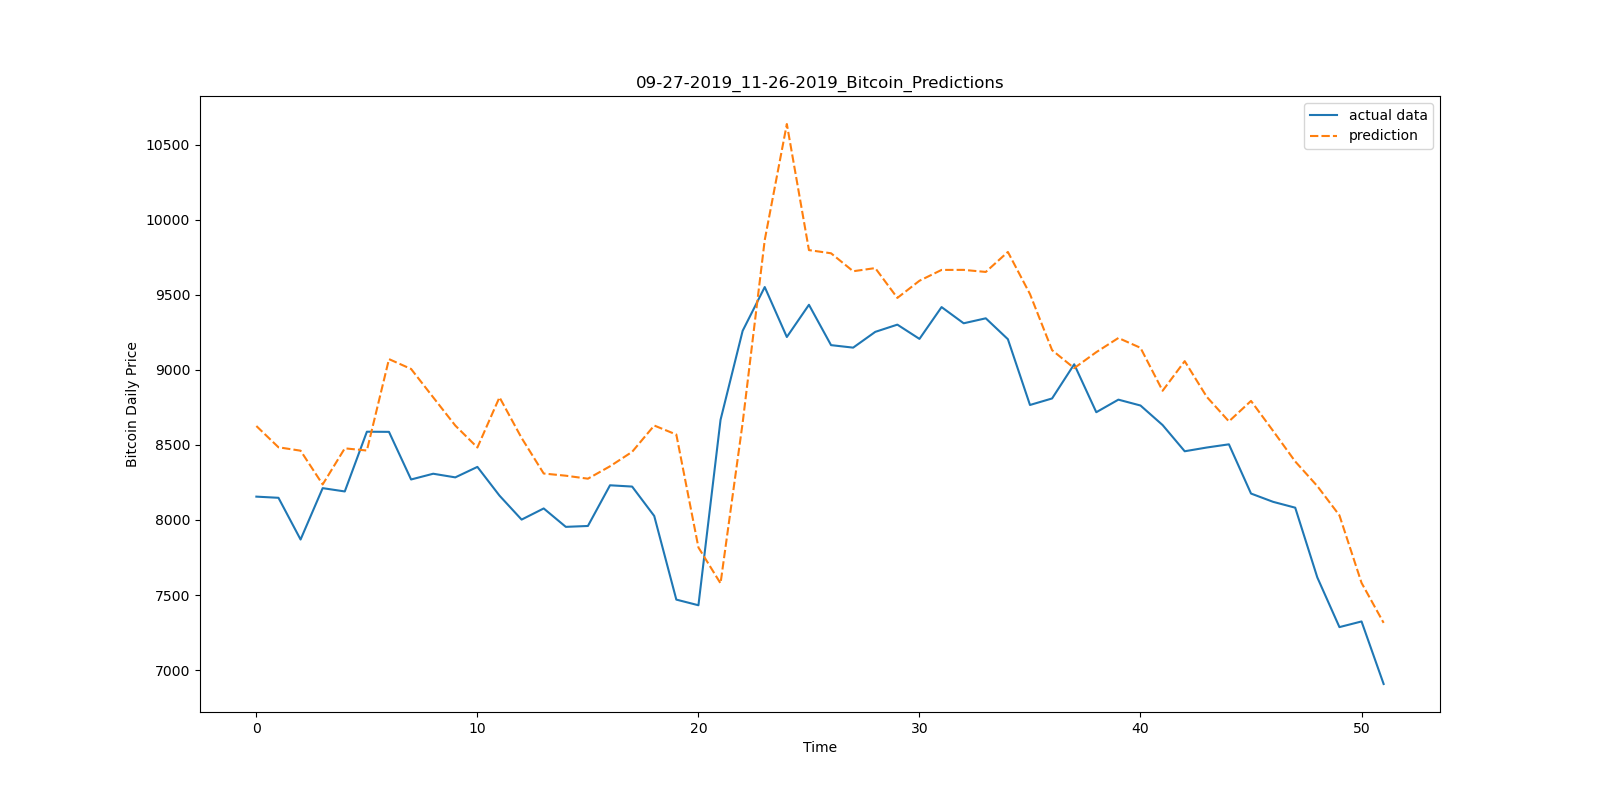 09-27-2019_11-26-2019_Bitcoin_Predictions
actual data
prediction
Bitcoin Daily Price
10500
10000
9500
9000
8500
8000
7500
7000
0 10 20 30 40 50
Time